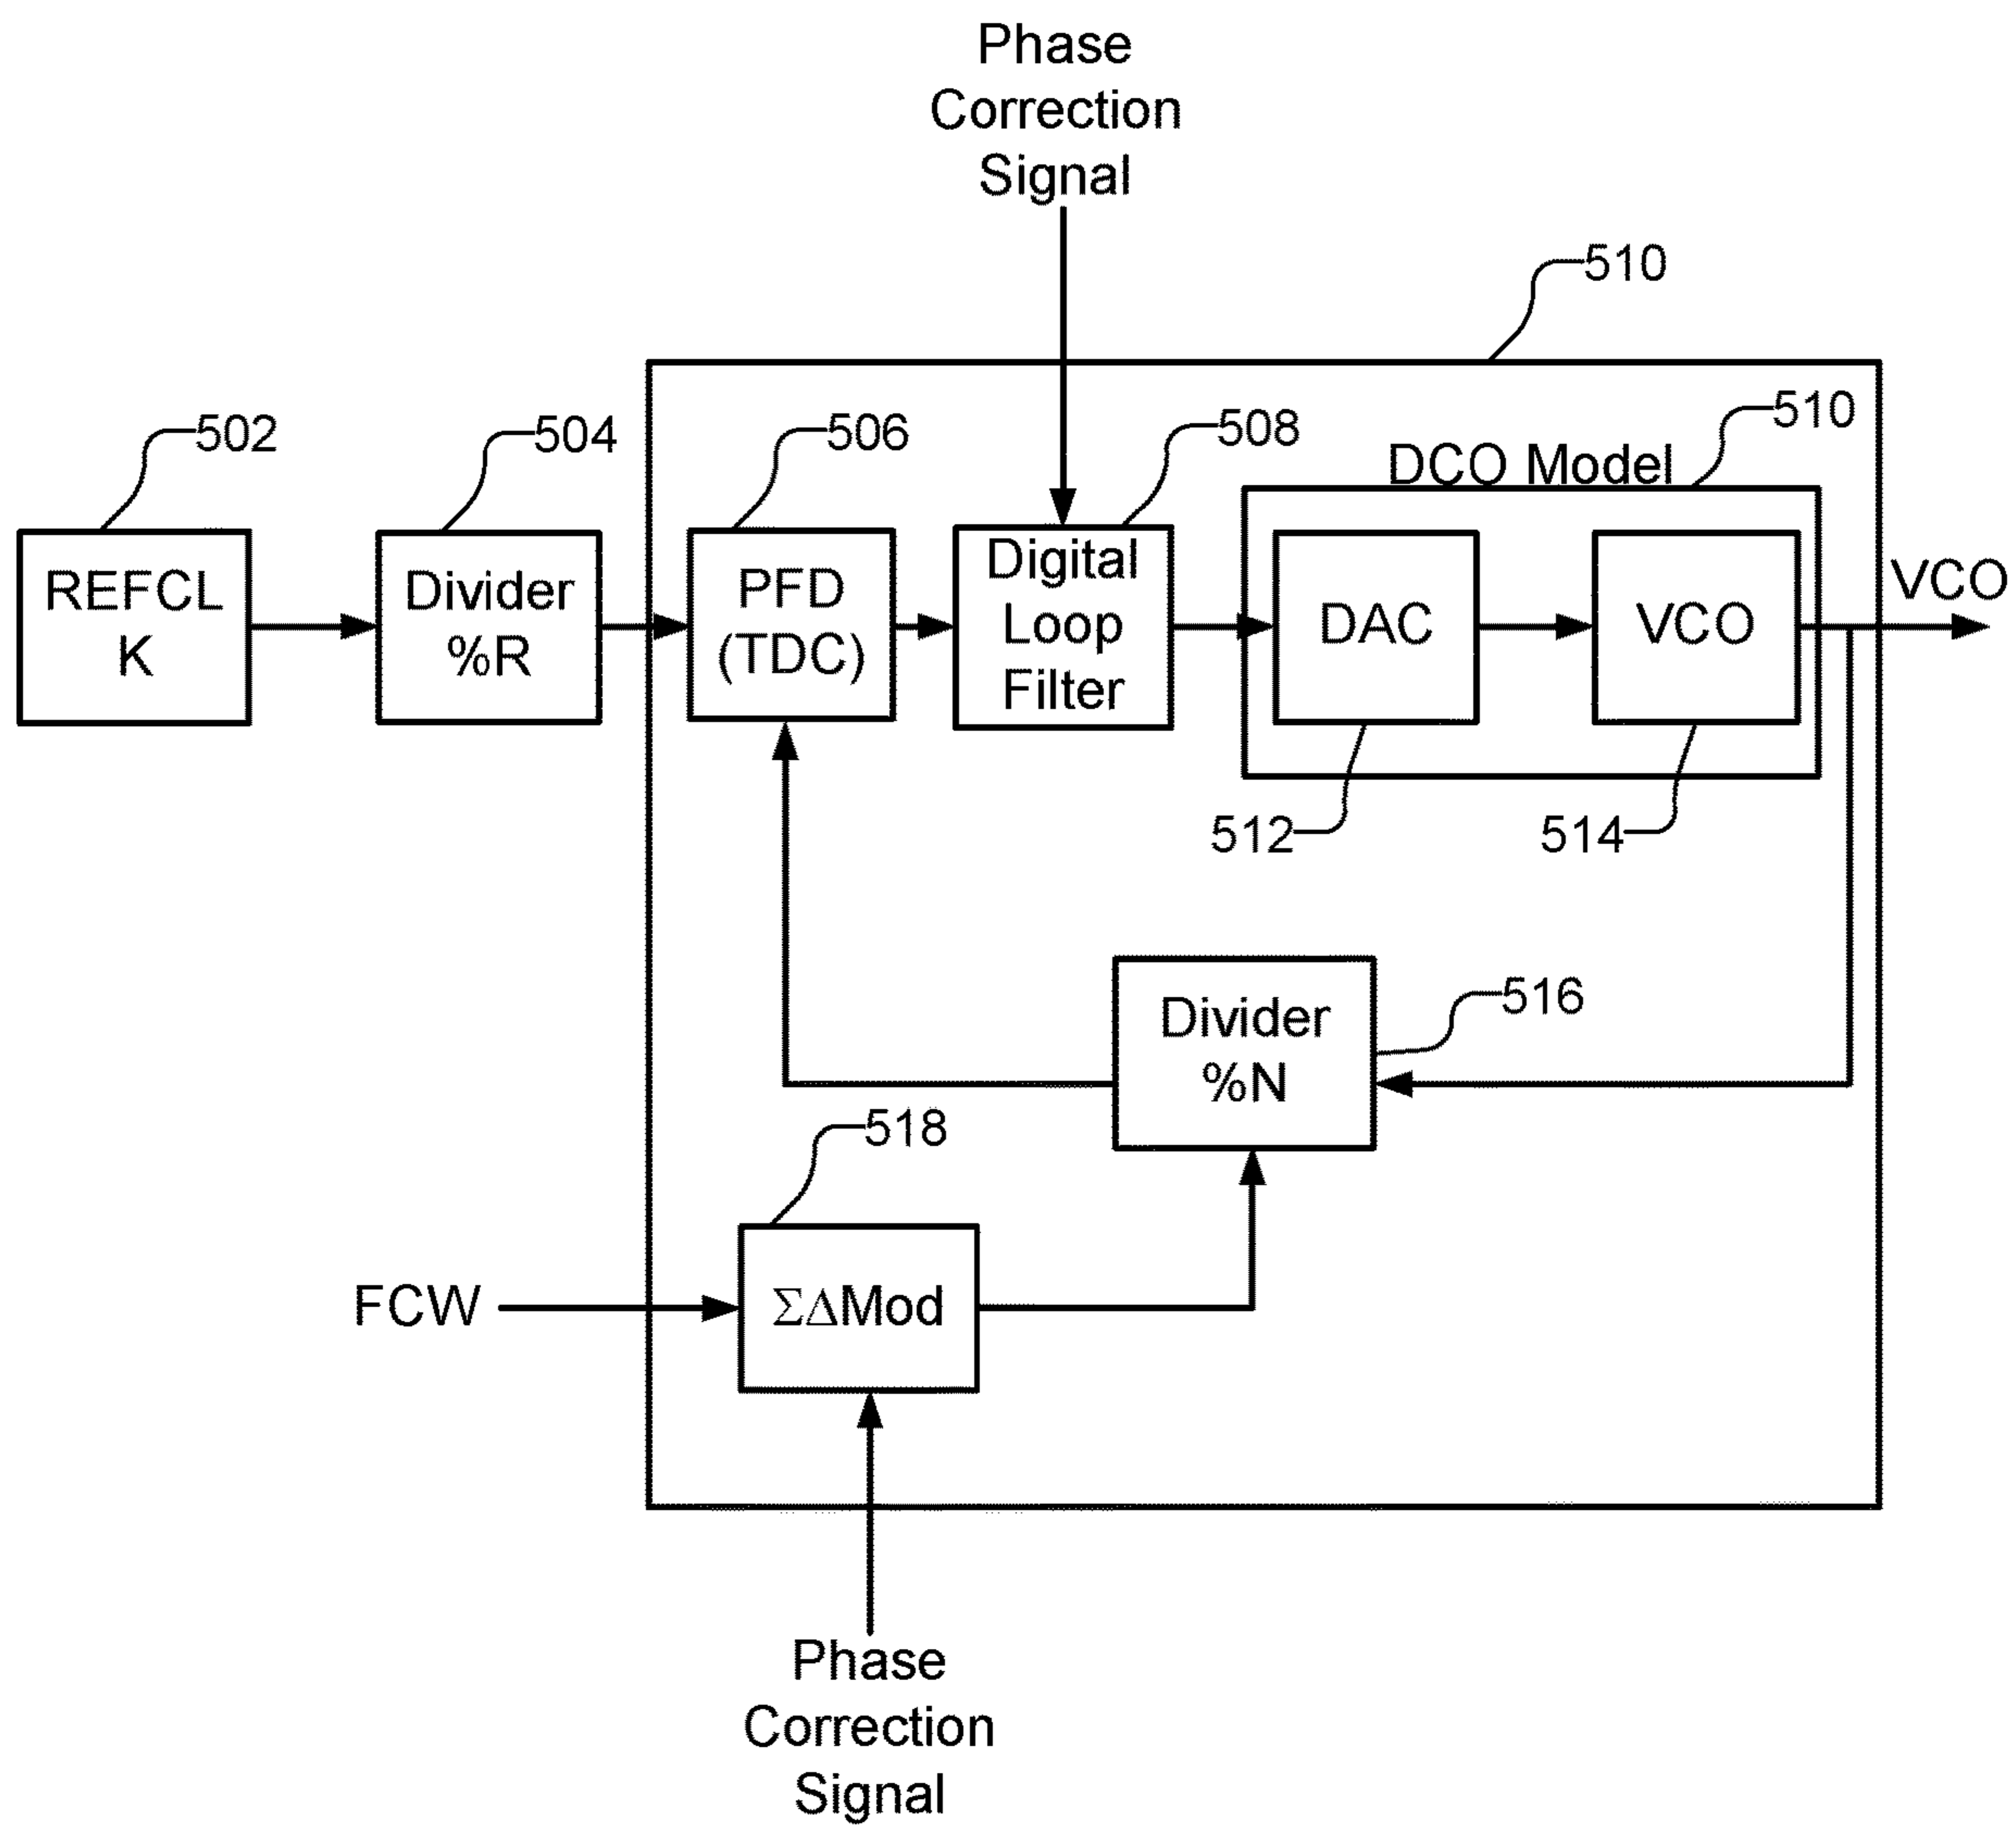 Phase
Correction
Signal
510
502
504
506
508
510
DCO Model
REFCL
K
Divider
%R
PFD
(TDC)
Digital
Loop
Filter
DAC
VCO
VCO
512
514
Divider
%N
516
518
FCW
ΣΔMod
Phase
Correction
Signal